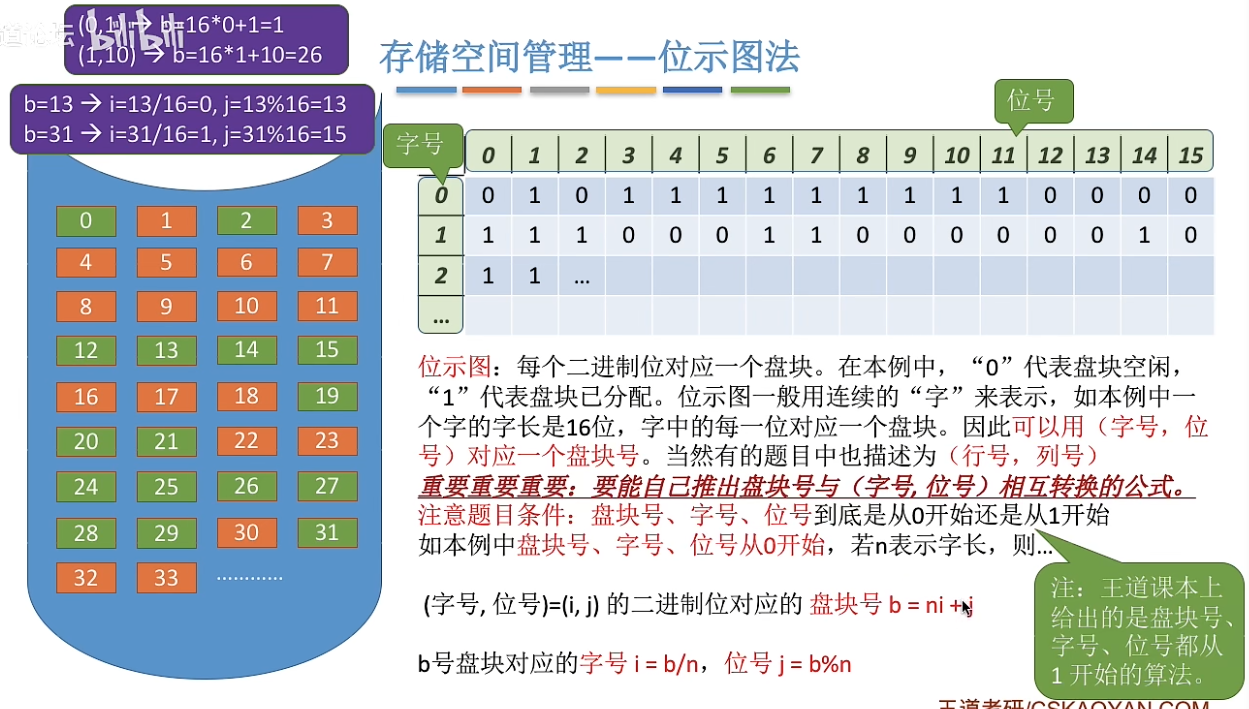 (0,1) → b=16*0+1=1
(1,10) → b=16*1+10=26
bilibili
存储空间管理——位示图法
b=13 → i=13/16=0, j=13%16=13
b=31 → i=31/16=1, j=31%16=15
字号
位号
0 1 2 3 4 5 6 7 8 9 10 11 12 13 14 15
0 0 1 0 1 1 1 1 1 1 1 1 1 0 0 0 0
1 1 1 1 0 0 0 1 1 0 0 0 0 0 0 1 0
2 1 1 ...
...
0 1 2 3
4 5 6 7
8 9 10 11
12 13 14 15
16 17 18 19
20 21 22 23
24 25 26 27
28 29 30 31
32 33 ............
位示图：每个二进制位对应一个盘块。在本例中，“0”代表盘块空闲，
“1”代表盘块已分配。位示图一般用连续的“字”来表示，如本例中一
个字的字长是16位，字中的每一位对应一个盘块。因此可以用（字号，位
号）对应一个盘块号。当然有的题目中也描述为（行号，列号）
重要重要重要：要能自己推出盘块号与（字号, 位号）相互转换的公式。
注意题目条件：盘块号、字号、位号到底是从0开始还是从1开始
如本例中盘块号、字号、位号从0开始，若n表示字长，则...
(字号, 位号)=(i, j) 的二进制位对应的 盘块号 b = ni + j
b号盘块对应的字号 i = b/n，位号 j = b%n
注：王道课本上
给出的是盘块号、
字号、位号都从
1 开始的算法。
王道考研/CSKAOYAN.COM